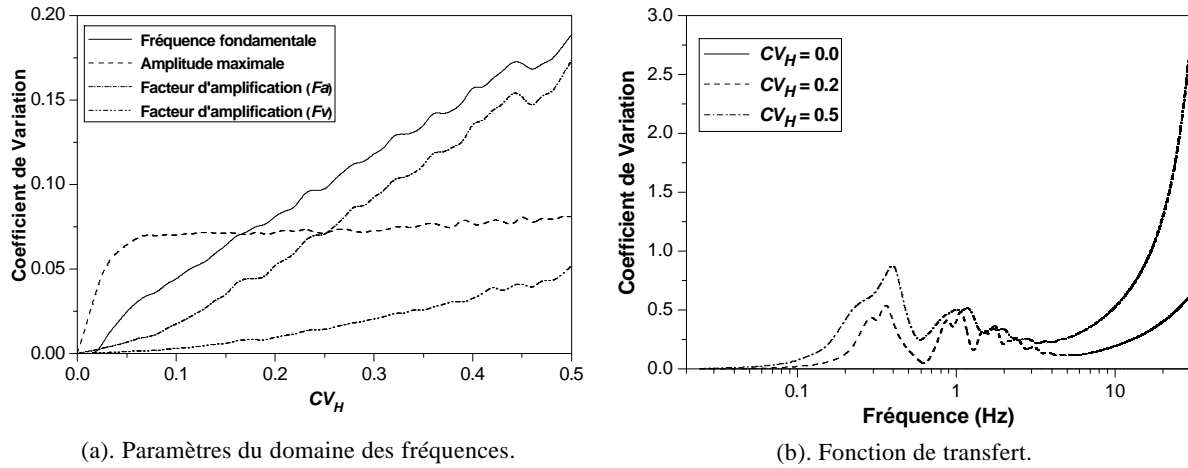 0.20
0.15
0.10
0.05
0.00
Coefficient de Variation
Fréquence fondamentale
Amplitude maximale
Facteur d'amplification (Fa)
Facteur d'amplification (Fv)
0.0 0.1 0.2 0.3 0.4 0.5
CV_H
(a). Paramètres du domaine des fréquences.
3.0
2.5
2.0
1.5
1.0
0.5
0.0
Coefficient de Variation
CV_H = 0.0
CV_H = 0.2
CV_H = 0.5
0.1 1 10
Fréquence (Hz)
(b). Fonction de transfert.